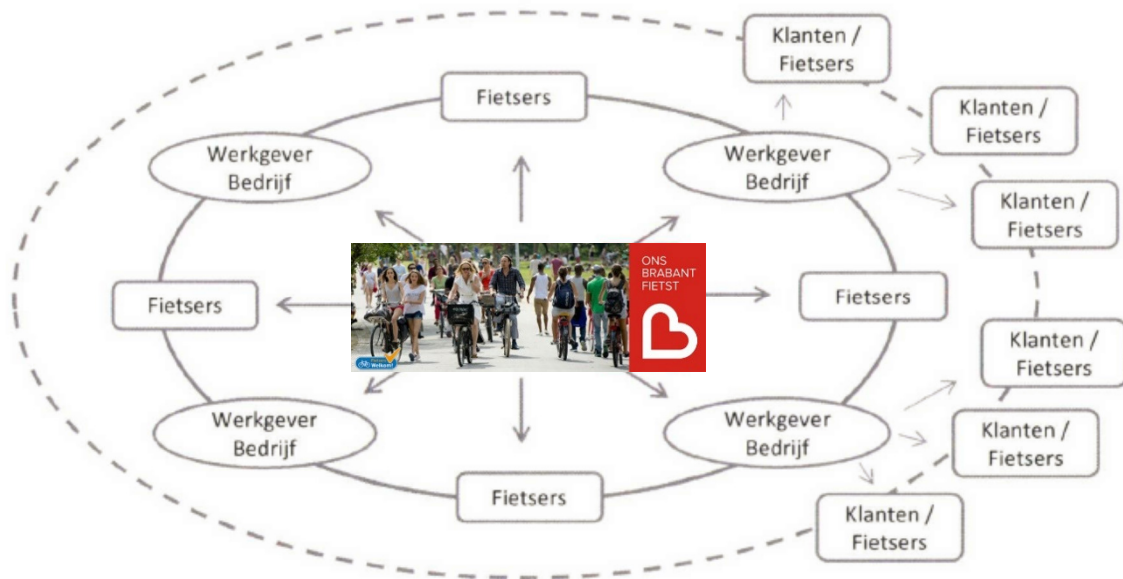 Klanten /
Fietsers
Fietsers
Klanten /
Fietsers
Werkgever
Bedrijf
Werkgever
Bedrijf
Klanten /
Fietsers
ONS
BRABANT
FIETST
Fietsers
Fietsers
Welkom!
Klanten /
Fietsers
Werkgever
Bedrijf
Werkgever
Bedrijf
Klanten /
Fietsers
Fietsers
Klanten /
Fietsers